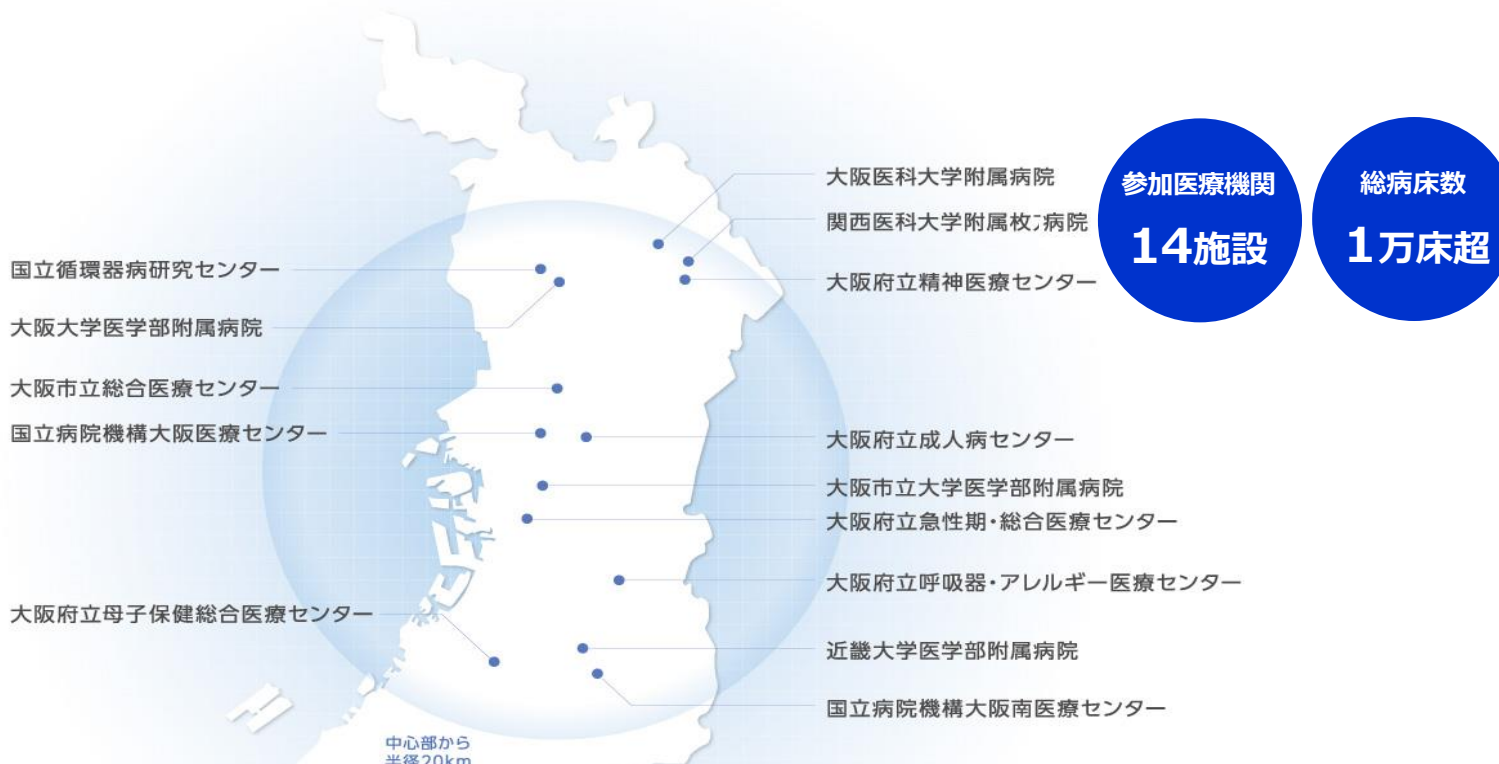 大阪医科大学附属病院
関西医科大学附属枚方病院
大阪府立精神医療センター
参加医療機関
14施設
総病床数
1万床超
国立循環器病研究センター
大阪大学医学部附属病院
大阪市立総合医療センター
国立病院機構大阪医療センター
大阪府立母子保健総合医療センター
大阪府立成人病センター
大阪市立大学医学部附属病院
大阪府立急性期・総合医療センター
大阪府立呼吸器・アレルギー医療センター
近畿大学医学部附属病院
国立病院機構大阪南医療センター
中心部から
半径20km